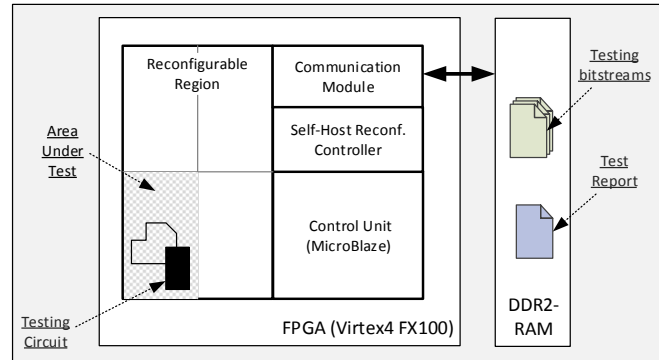 Reconfigurable
Region
Communication
Module
Self-Host Reconf.
Controller
Control Unit
(MicroBlaze)
FPGA (Virtex4 FX100)
Area
Under
Test
Testing
Circuit
Testing
bitstreams
Test
Report
DDR2-
RAM